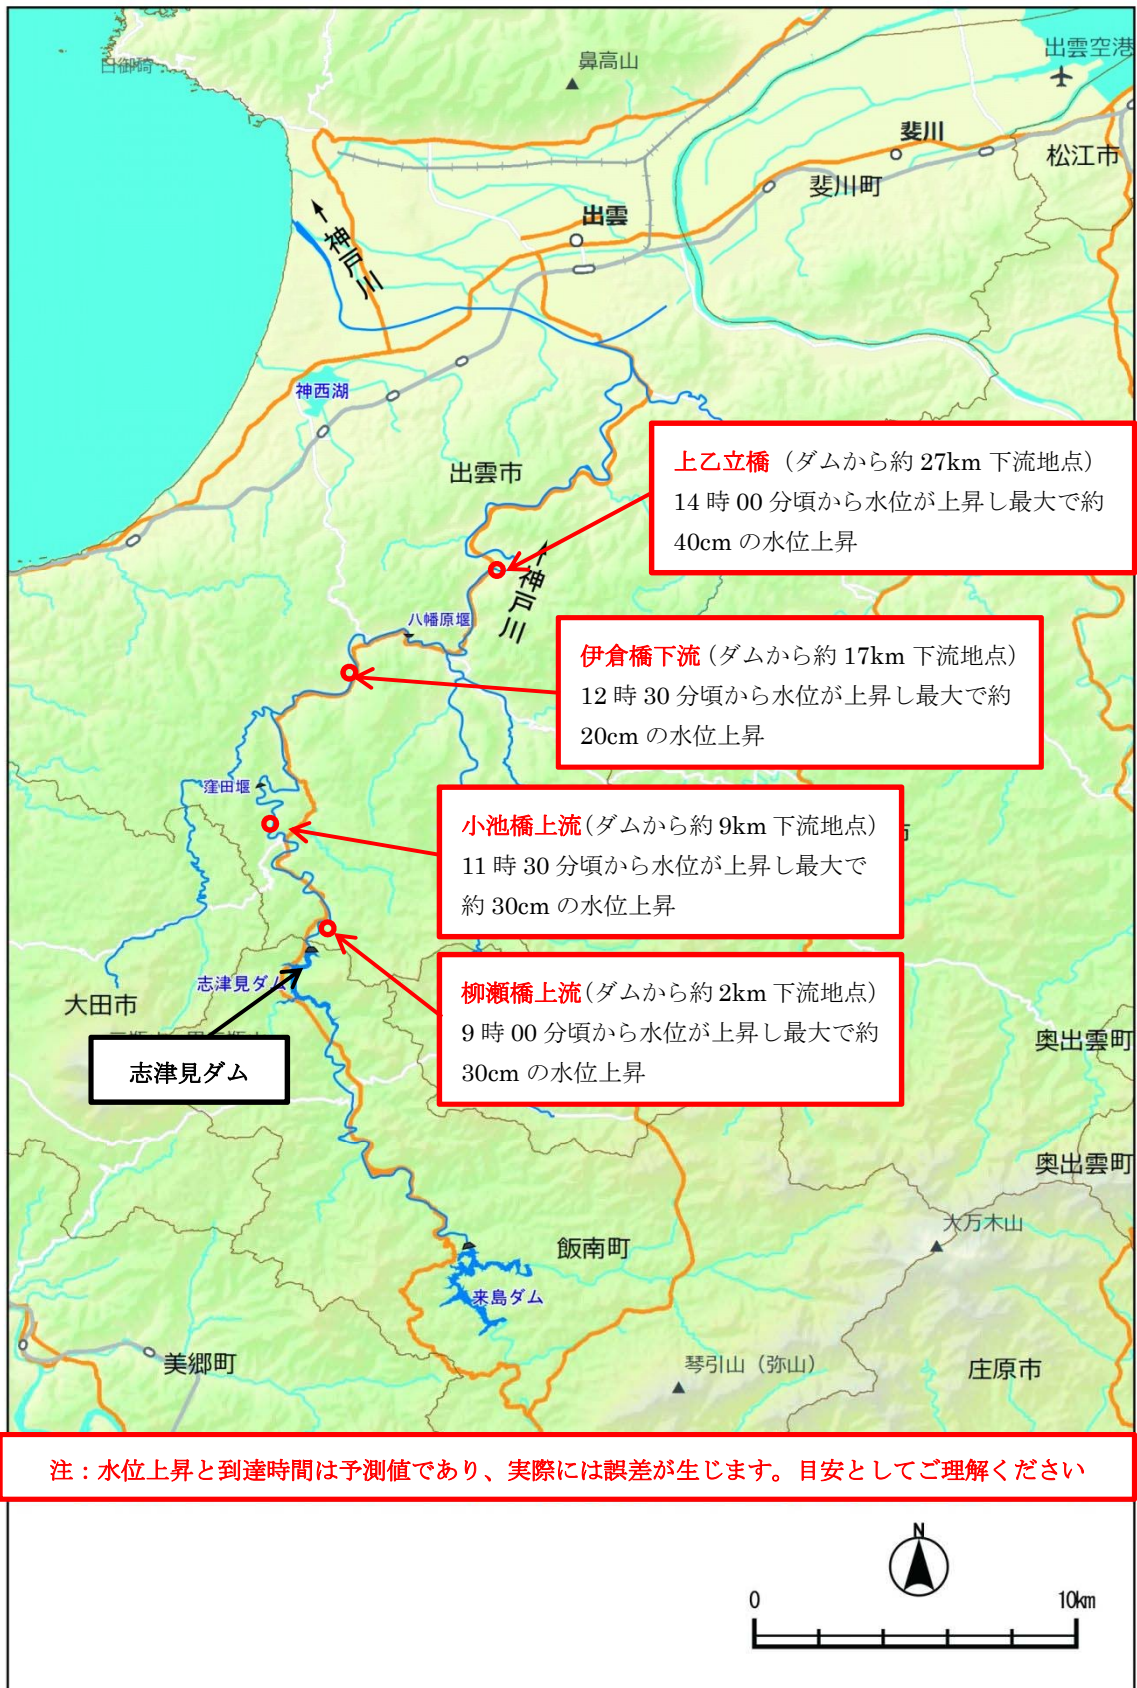 出雲空港
日御碕
鼻高山
斐川
松江市
斐川町
出雲
神戸川
神西湖
出雲市
上乙立橋（ダムから約 27km 下流地点）
14 時 00 分頃から水位が上昇し最大で約
40cm の水位上昇
神戸川
八幡原堰
伊倉橋下流（ダムから約 17km 下流地点）
12 時 30 分頃から水位が上昇し最大で約
20cm の水位上昇
窪田堰
小池橋上流（ダムから約 9km 下流地点）
11 時 30 分頃から水位が上昇し最大で
約 30cm の水位上昇
市
志津見ダム
柳瀬橋上流（ダムから約 2km 下流地点）
9 時 00 分頃から水位が上昇し最大で約
30cm の水位上昇
大田市
志津見ダム
奥出雲町
奥出雲町
大万木山
飯南町
来島ダム
美郷町
琴引山（弥山）
庄原市
注：水位上昇と到達時間は予測値であり、実際には誤差が生じます。目安としてご理解ください
N
0 10km